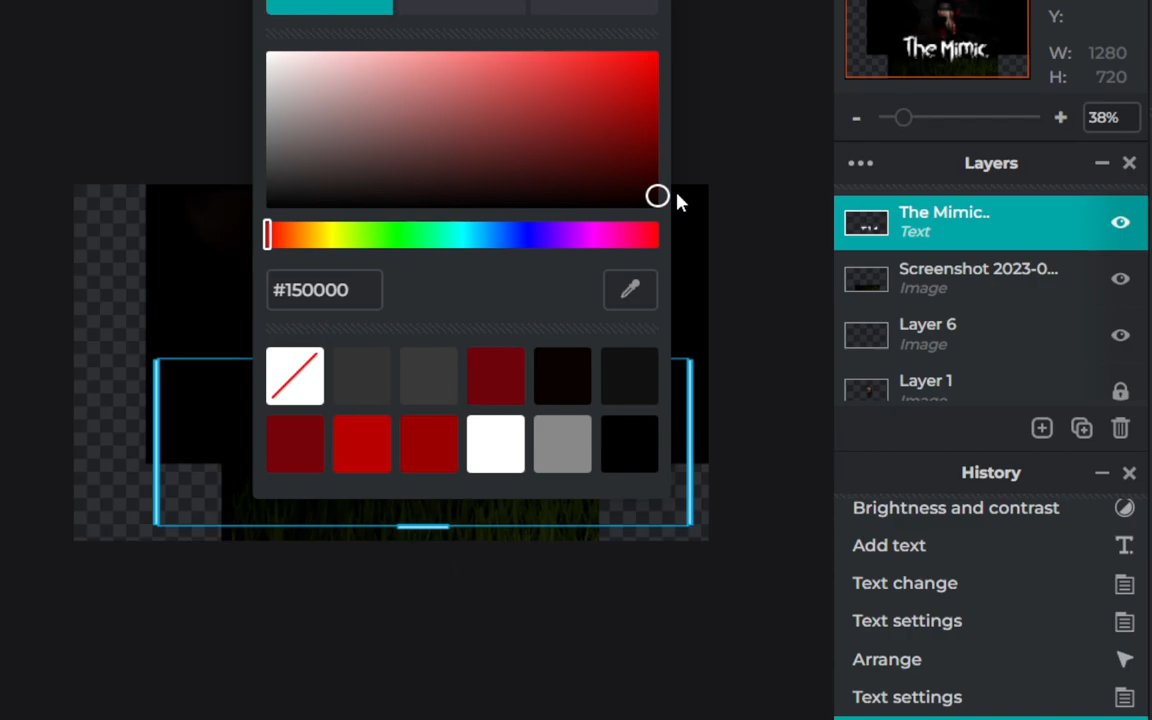 The Mimic.
Y:
W: 1280
H: 720
- + 38%
••• Layers
The Mimic..
Text
Screenshot 2023-0...
Image
Layer 6
Image
Layer 1
#150000
History
Brightness and contrast
Add text
Text change
Text settings
Arrange
Text settings